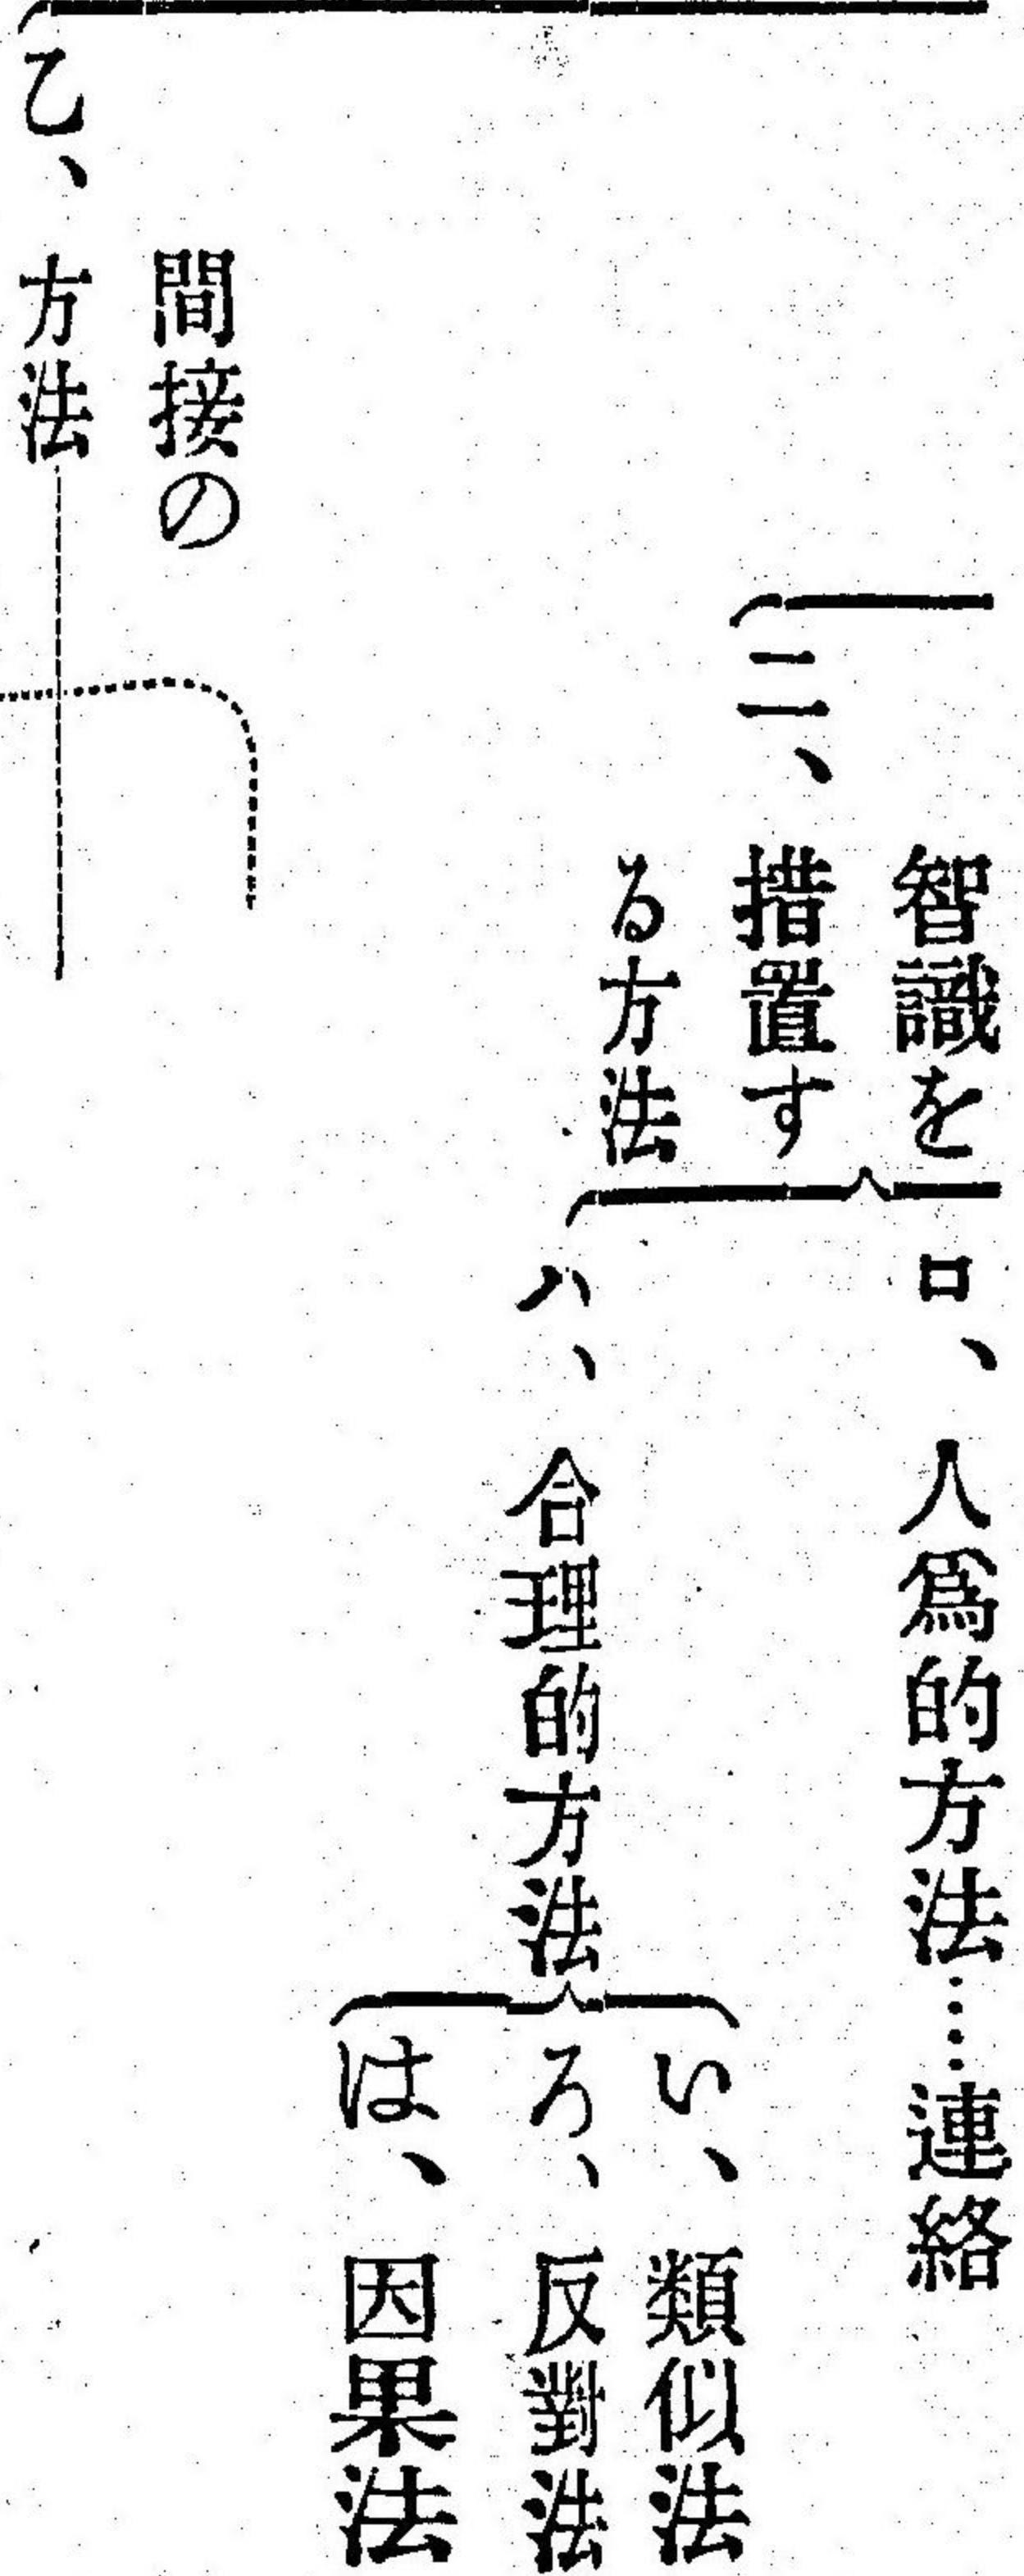 智識を
二、措置す
る方法
ロ、人爲的方法……連絡
ハ、合理的方法
い、類似法
ろ、反對法
は、因果法
間接の
乙、方法